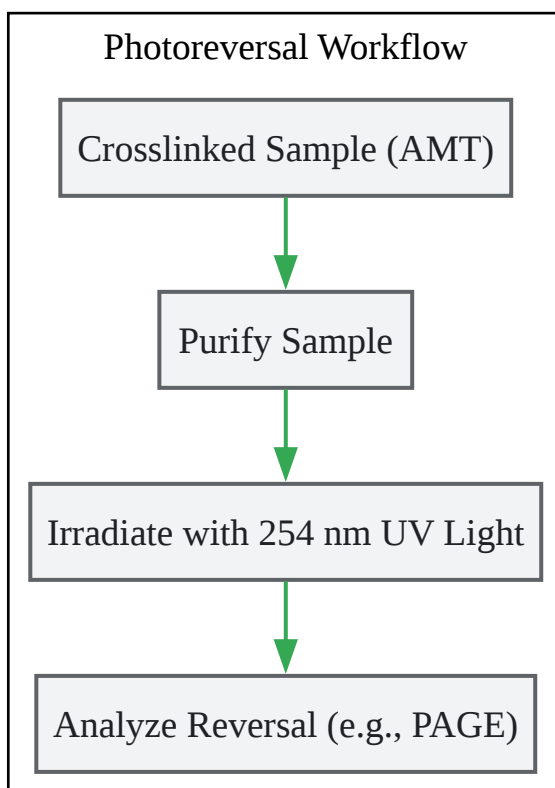 Photoreversal Workflow
Crosslinked Sample (AMT)
Purify Sample
Irradiate with 254 nm UV Light
Analyze Reversal (e.g., PAGE)